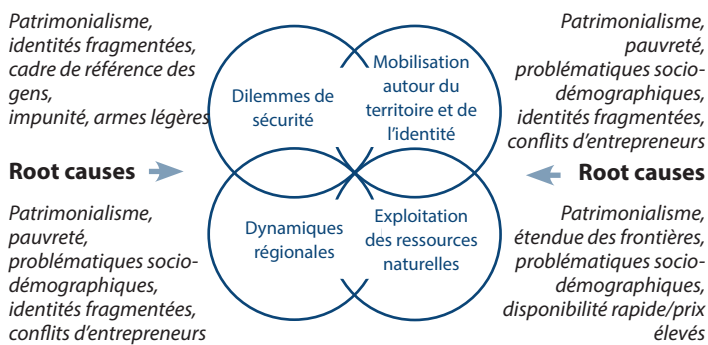 Patrimonialisme,
identités fragmentées,
cadre de référence des
gens,
impunité, armes légères
Dilemmes de
sécurité
Mobilisation
autour du
territoire et de
l'identité
Patrimonialisme,
pauvreté,
problématiques socio-
démographiques,
identités fragmentées,
conflits d'entrepreneurs
Root causes
Root causes
Patrimonialisme,
pauvreté,
problématiques socio-
démographiques,
identités fragmentées,
conflits d'entrepreneurs
Dynamiques
régionales
Exploitation
des ressources
naturelles
Patrimonialisme,
étendue des frontières,
problématiques socio-
démographiques,
disponibilité rapide/prix
élevés